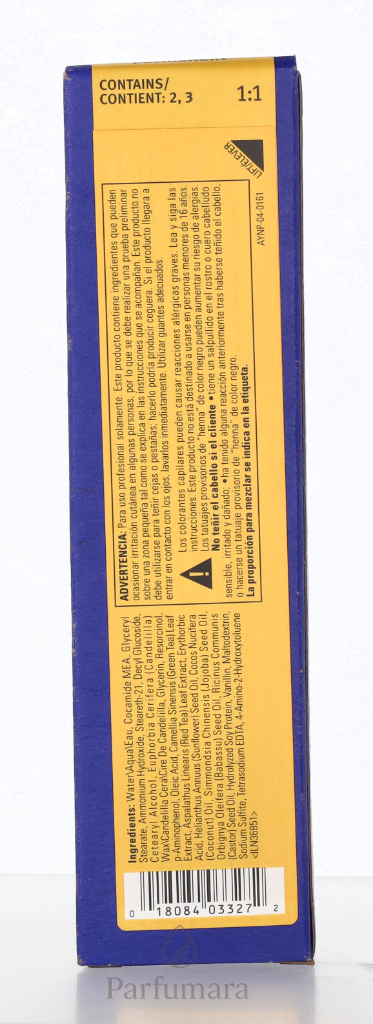 CONTAINS/
CONTIENT: 2, 3
1:1
LIFT/ÉLEVER
ADVERTENCIA: Para uso profesional solamente. Este producto contiene ingredientes que pueden
ocasionar irritación cutánea en algunas personas, por lo que se debe realizar una prueba preliminar
sobre una zona pequeña tal como se explica en las instrucciones que se acompañan. Este producto no
debe utilizarse para teñir cejas o pestañas; hacerlo podría producir ceguera. Si el producto llegara a
entrar en contacto con los ojos, lavarlos inmediatamente. Utilizar guantes adecuados.
Los colorantes capilares pueden causar reacciones alérgicas graves. Lea y siga las
instrucciones. Este producto no está destinado a usarse en personas menores de 16 años.
Los tatuajes provisorios de "henna" de color negro pueden aumentar su riesgo de alergias.
No teñir el cabello si el cliente • tiene un salpullido en el rostro o cuero cabelludo
sensible, irritado y dañado, • ha tenido alguna reacción anteriormente tras haberse teñido el cabello,
o hacerse un tatuaje provisorio de "henna" de color negro.
La proporción para mezclar se indica en la etiqueta.
AYNP-04-0161
Ingredients: Water\Aqua\Eau, Cocamide MEA, Glyceryl
Stearate, Ammonium Hydroxide, Steareth-21, Decyl Glucoside,
Cetearyl Alcohol, Euphorbia Cerifera (Candelilla)
Wax\Candelilla Cera\Cire De Candelilla, Glycerin, Resorcinol,
p-Aminophenol, Oleic Acid, Camellia Sinensis (Green Tea) Leaf
Extract, Aspalathus Linearis (Red Tea) Leaf Extract, Erythorbic
Acid, Helianthus Annuus (Sunflower) Seed Oil, Cocos Nucifera
(Coconut) Oil, Simmondsia Chinensis (Jojoba) Seed Oil,
Orbignya Oleifera (Babassu) Seed Oil, Ricinus Communis
(Castor) Seed Oil, Hydrolyzed Soy Protein, Vanillin, Maltodextrin,
Sodium Sulfite, Tetrasodium EDTA, 4-Amino-2-Hydroxytoluene
<ILN36851>
0 18084 03327 2
Parfumara